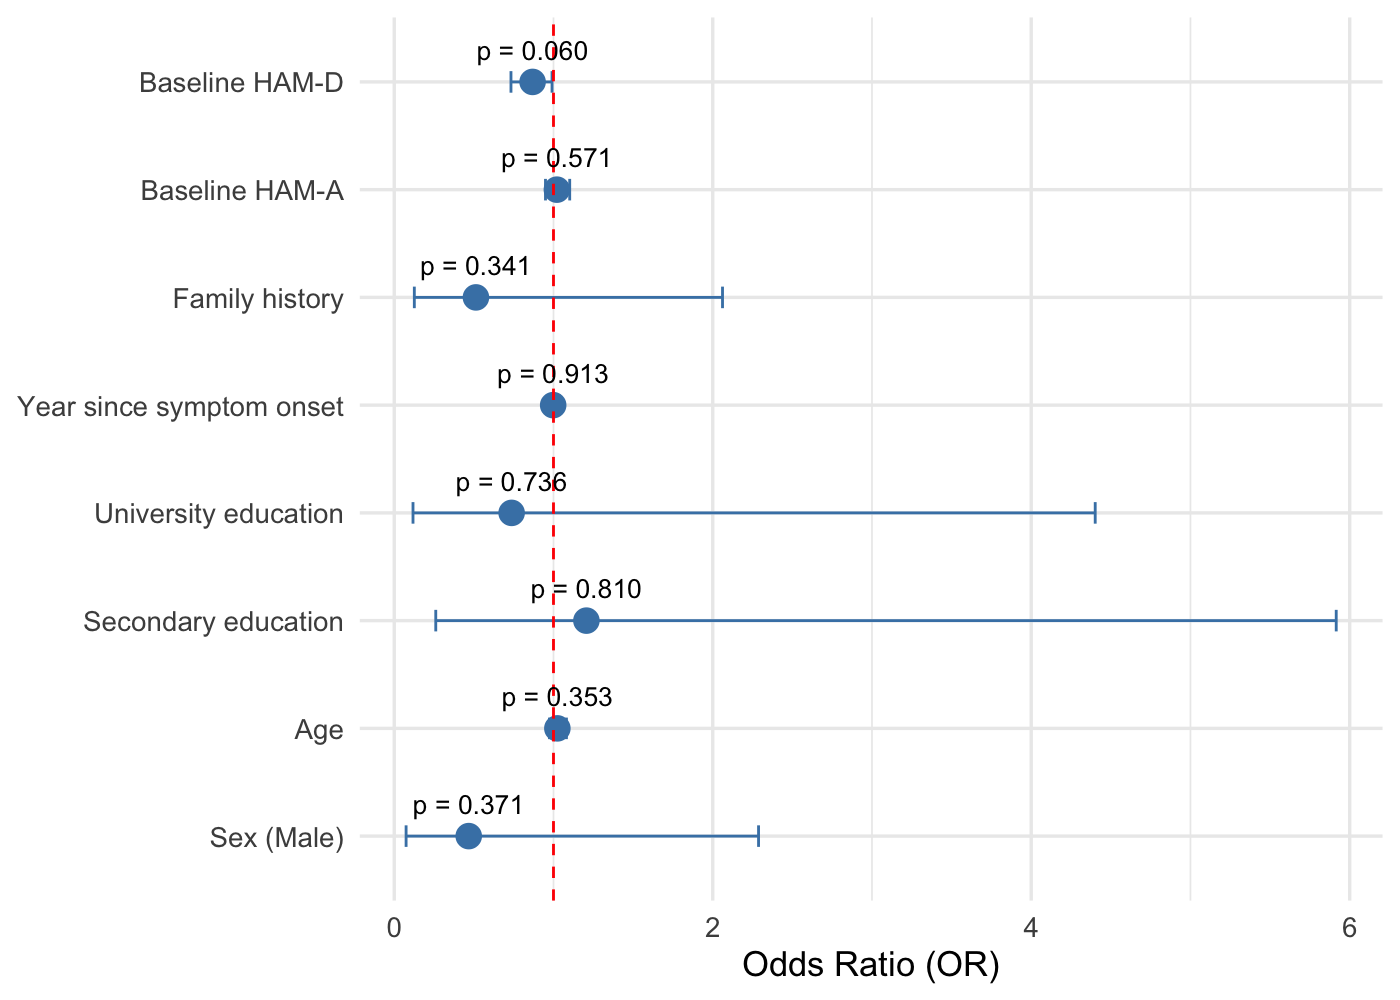 p = 0.060
Baseline HAM-D
p = 0.571
Baseline HAM-A
p = 0.341
Family history
p = 0.913
Year since symptom onset
p = 0.736
University education
p = 0.810
Secondary education
p = 0.353
Age
p = 0.371
Sex (Male)
0 2 4 6
Odds Ratio (OR)